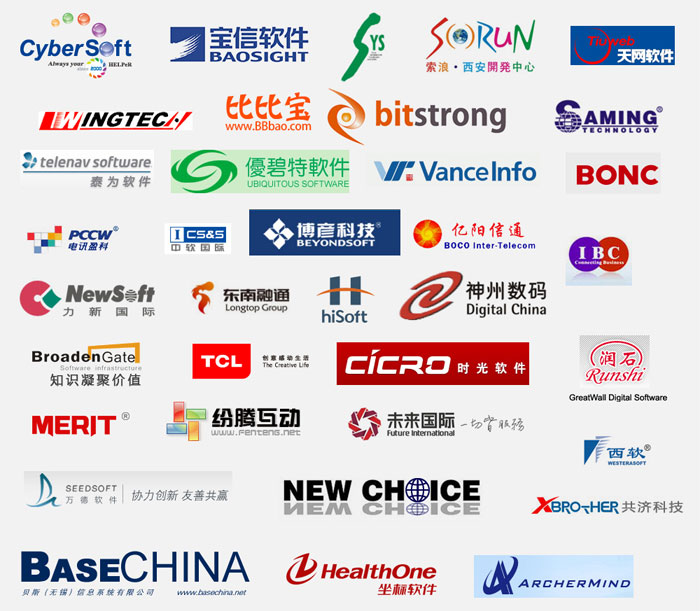 CyberSoft
Always your HELPeR
since 2000
宝信软件
BAOSIGHT
SYS
SORUN
索浪·西安開発中心
Tinweb
天网软件
WINGTECH
比比宝
www.BBbao.com
bitstrong
GAMING®
TECHNOLOGY
telenav software
泰为软件
優碧特軟件
UBIQUITOUS SOFTWARE
VanceInfo
BONC
PCCW®
电讯盈科
ICS&S
中软国际
博彦科技®
BEYONDSOFT
亿阳信通
BOCO Inter-Telecom
IBC
Connecting Business
NewSoft
力新国际
东南融通
Longtop Group
hiSoft
神州数码
Digital China
BroadenGate
Software infrastructure
知识凝聚价值
TCL
创意感动生活
The Creative Life
CICRO 时光软件
润石
Runshi
GreatWall Digital Software
MERIT®
纷腾互动
www.FENTENG.net
未来国际
Future International
一切皆服务
西软®
WESTERASOFT
SEEDSOFT
万德软件
协力创新 友善共赢
NEW CHOICE
XBROTHER 共济科技
BASECHINA
贝斯（无锡）信息系统有限公司 www.basechina.net
HealthOne
坐标软件
ARCHERMIND